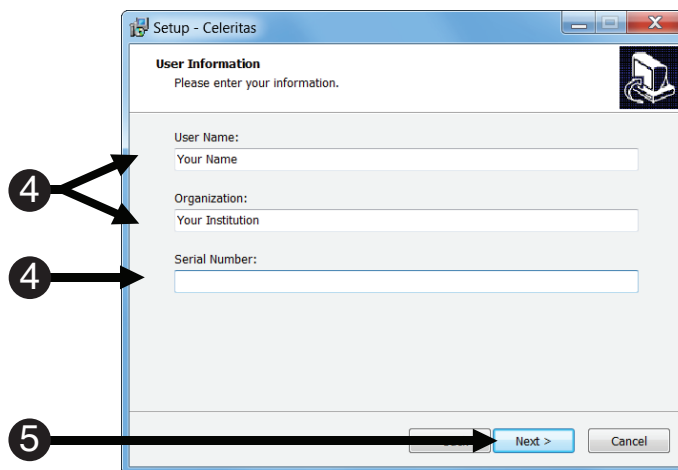 Setup - Celeritas
User Information
Please enter your information.
User Name:
4
Your Name
Organization:
Your Institution
Serial Number:
4
5
Next >
Cancel